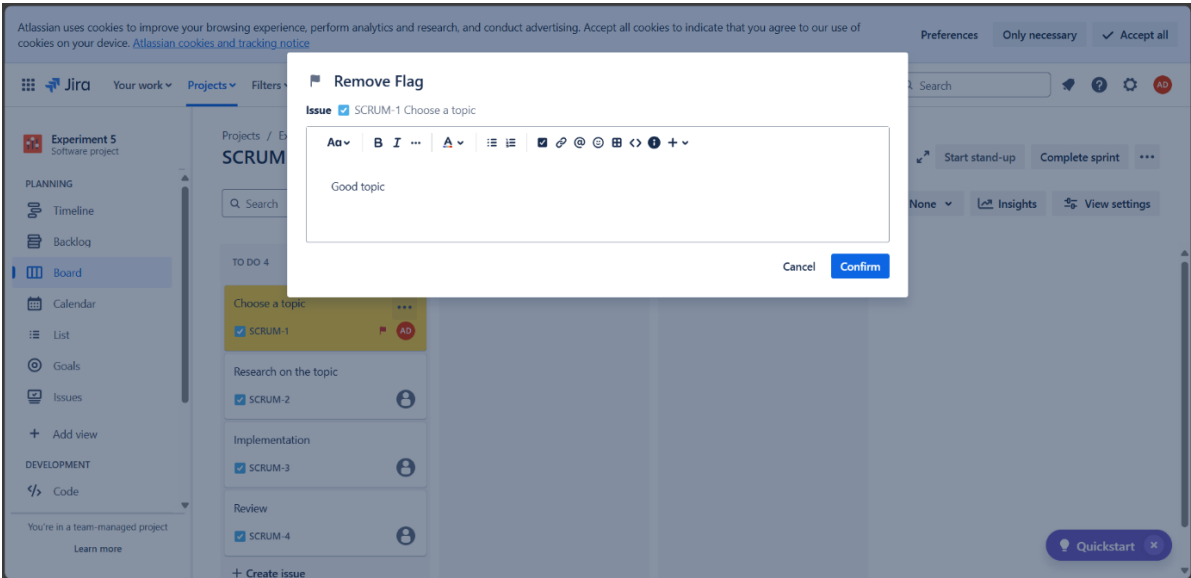 Atlassian uses cookies to improve your browsing experience, perform analytics and research, and conduct advertising. Accept all cookies to indicate that you agree to our use of
cookies on your device. Atlassian cookies and tracking notice
Preferences Only necessary Accept all
Jira Your work Projects Filters
Search
AD
Remove Flag
Issue SCRUM-1 Choose a topic
Aa B I ... A @ <> +
Good topic
Cancel Confirm
Experiment 5
Software project
PLANNING
Timeline
Backlog
Board
Calendar
List
Goals
Issues
+ Add view
DEVELOPMENT
</> Code
You're in a team-managed project
Learn more
Projects /
SCRUM
Start stand-up Complete sprint ...
Search
None Insights View settings
TO DO 4
Choose a topic ...
SCRUM-1 AD
Research on the topic
SCRUM-2
Implementation
SCRUM-3
Review
SCRUM-4
+ Create issue
Quickstart ×